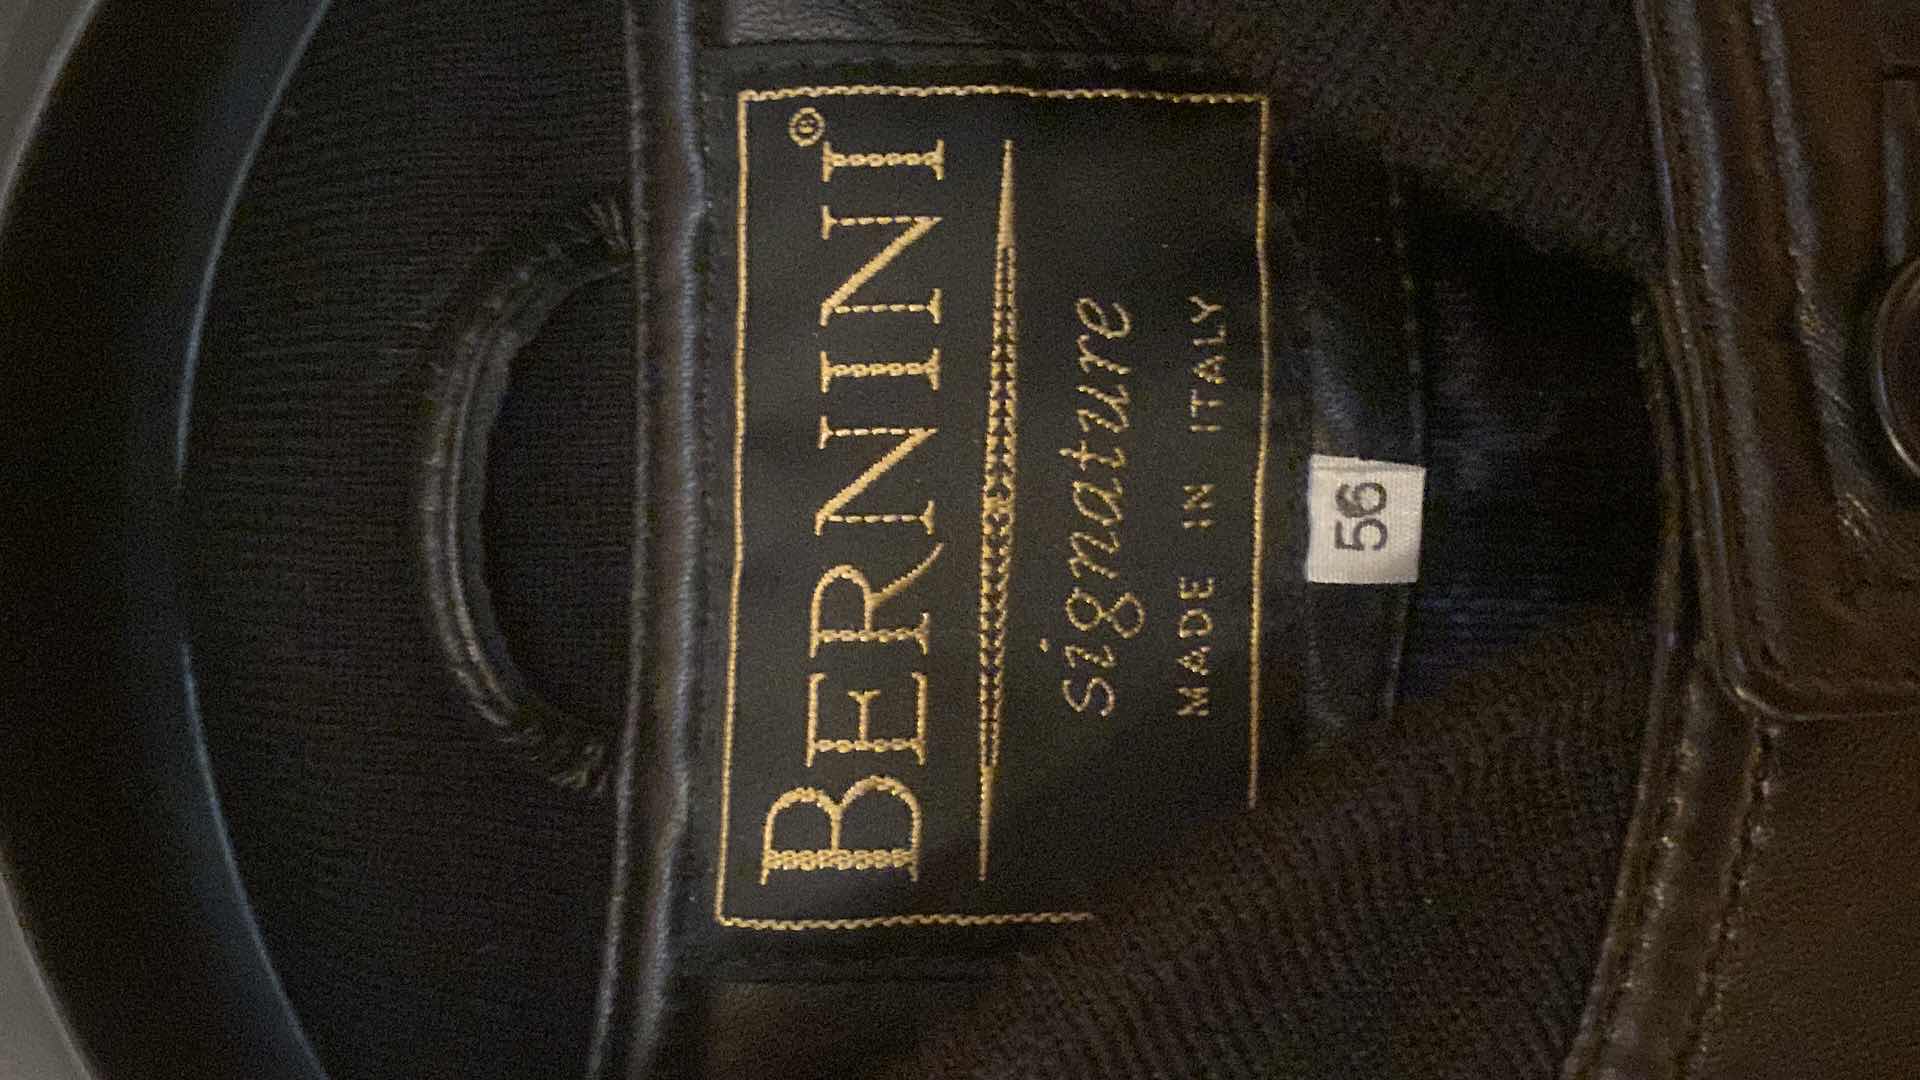 BERNINI®
Signature
MADE IN ITALY
56